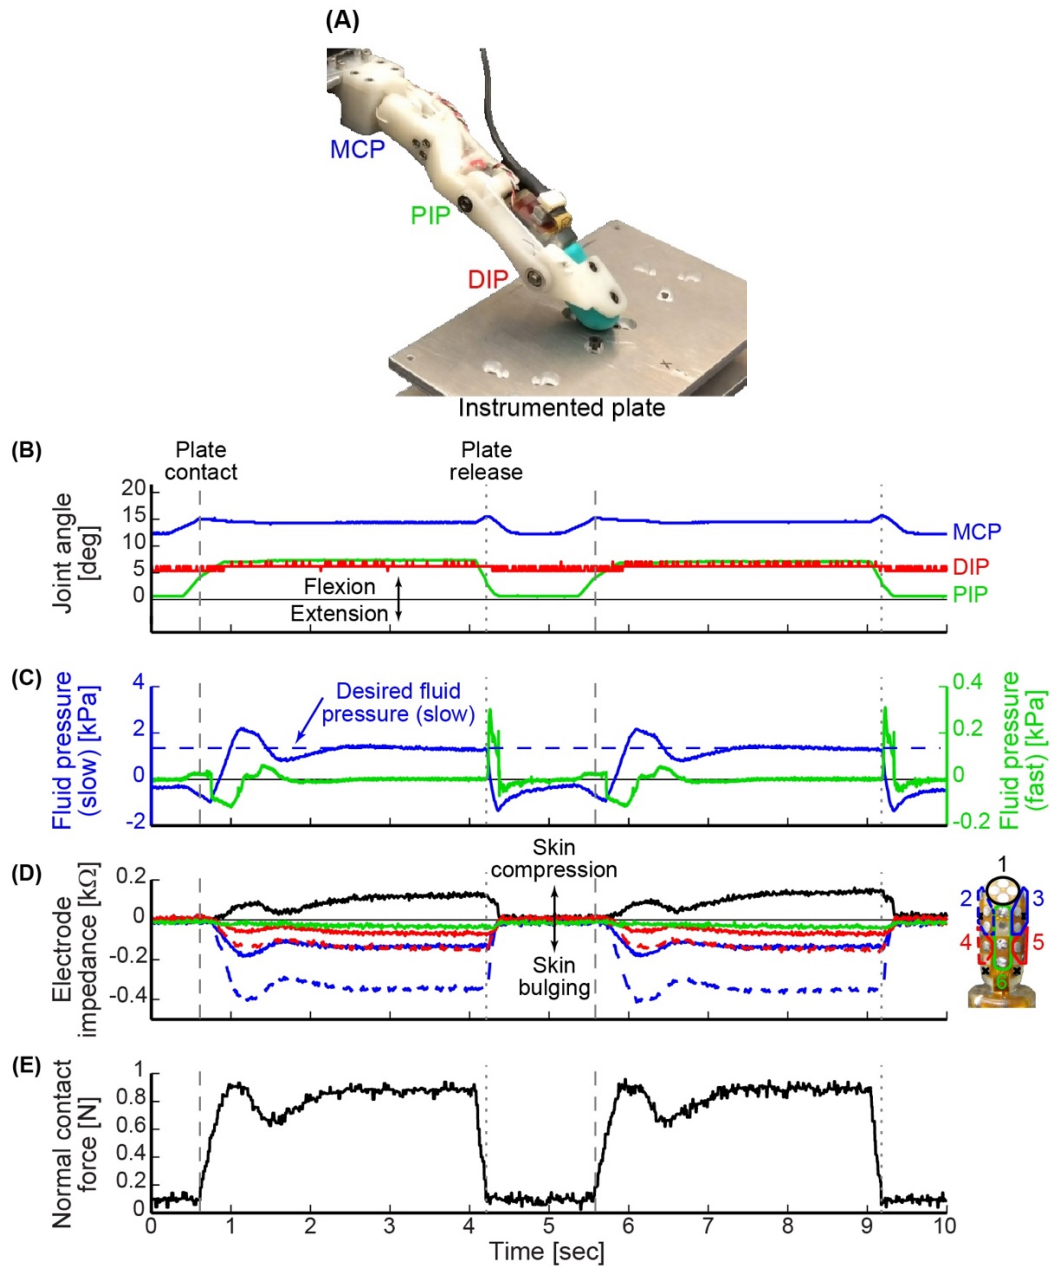 (A)
MCP
PIP
DIP
Instrumented plate
(B)
Plate
contact
Plate
release
Joint angle
[deg]
20
15
10
5
0
Flexion
Extension
MCP
DIP
PIP
(C)
Fluid pressure
(slow) [kPa]
4
2
0
-2
Desired fluid
pressure (slow)
0.4
0.2
0
-0.2
Fluid pressure
(fast) [kPa]
(D)
Electrode
impedance [kΩ]
0.2
0
-0.2
-0.4
Skin
compression
Skin
bulging
1
2
3
4
5
6
(E)
Normal contact
force [N]
1
0.8
0.6
0.4
0.2
0
0 1 2 3 4 5 6 7 8 9 10
Time [sec]